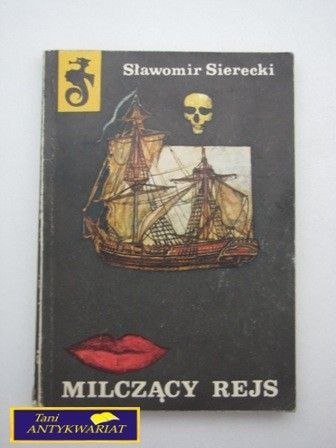 Sławomir Sierecki
MILCZĄCY REJS
Tani
ANTYKWARIAT